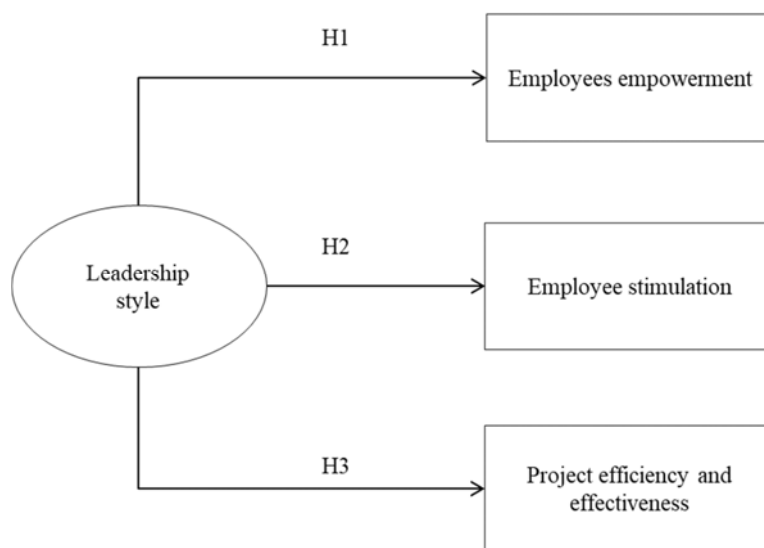 H1
Employees empowerment
Leadership
style
H2
Employee stimulation
H3
Project efficiency and
effectiveness